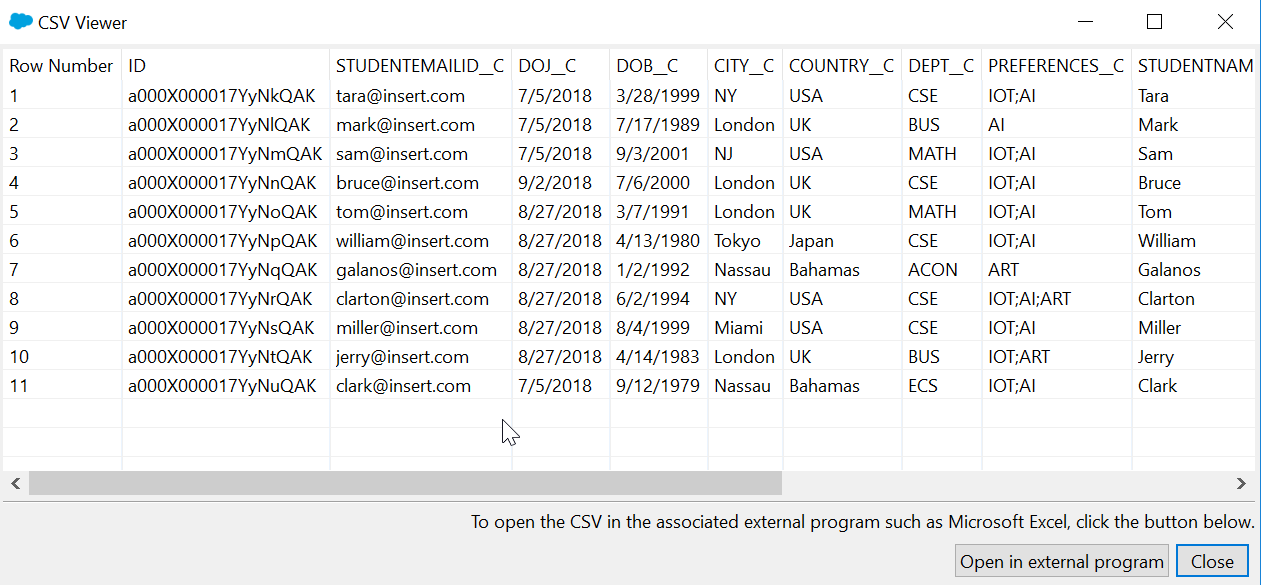 CSV Viewer
Row Number ID STUDENTEMAILID__C DOJ__C DOB__C CITY__C COUNTRY__C DEPT__C PREFERENCES__C STUDENTNAM
1 a000X000017YyNkQAK tara@insert.com 7/5/2018 3/28/1999 NY USA CSE IOT;AI Tara
2 a000X000017YyNlQAK mark@insert.com 7/5/2018 7/17/1989 London UK BUS AI Mark
3 a000X000017YyNmQAK sam@insert.com 7/5/2018 9/3/2001 NJ USA MATH IOT;AI Sam
4 a000X000017YyNnQAK bruce@insert.com 9/2/2018 7/6/2000 London UK CSE IOT;AI Bruce
5 a000X000017YyNoQAK tom@insert.com 8/27/2018 3/7/1991 London UK MATH IOT;AI Tom
6 a000X000017YyNpQAK william@insert.com 8/27/2018 4/13/1980 Tokyo Japan CSE IOT;AI William
7 a000X000017YyNqQAK galanos@insert.com 8/27/2018 1/2/1992 Nassau Bahamas ACON ART Galanos
8 a000X000017YyNrQAK clarton@insert.com 8/27/2018 6/2/1994 NY USA CSE IOT;AI;ART Clarton
9 a000X000017YyNsQAK miller@insert.com 8/27/2018 8/4/1999 Miami USA CSE IOT;AI Miller
10 a000X000017YyNtQAK jerry@insert.com 8/27/2018 4/14/1983 London UK BUS IOT;ART Jerry
11 a000X000017YyNuQAK clark@insert.com 7/5/2018 9/12/1979 Nassau Bahamas ECS IOT;AI Clark
To open the CSV in the associated external program such as Microsoft Excel, click the button below.
Open in external program Close